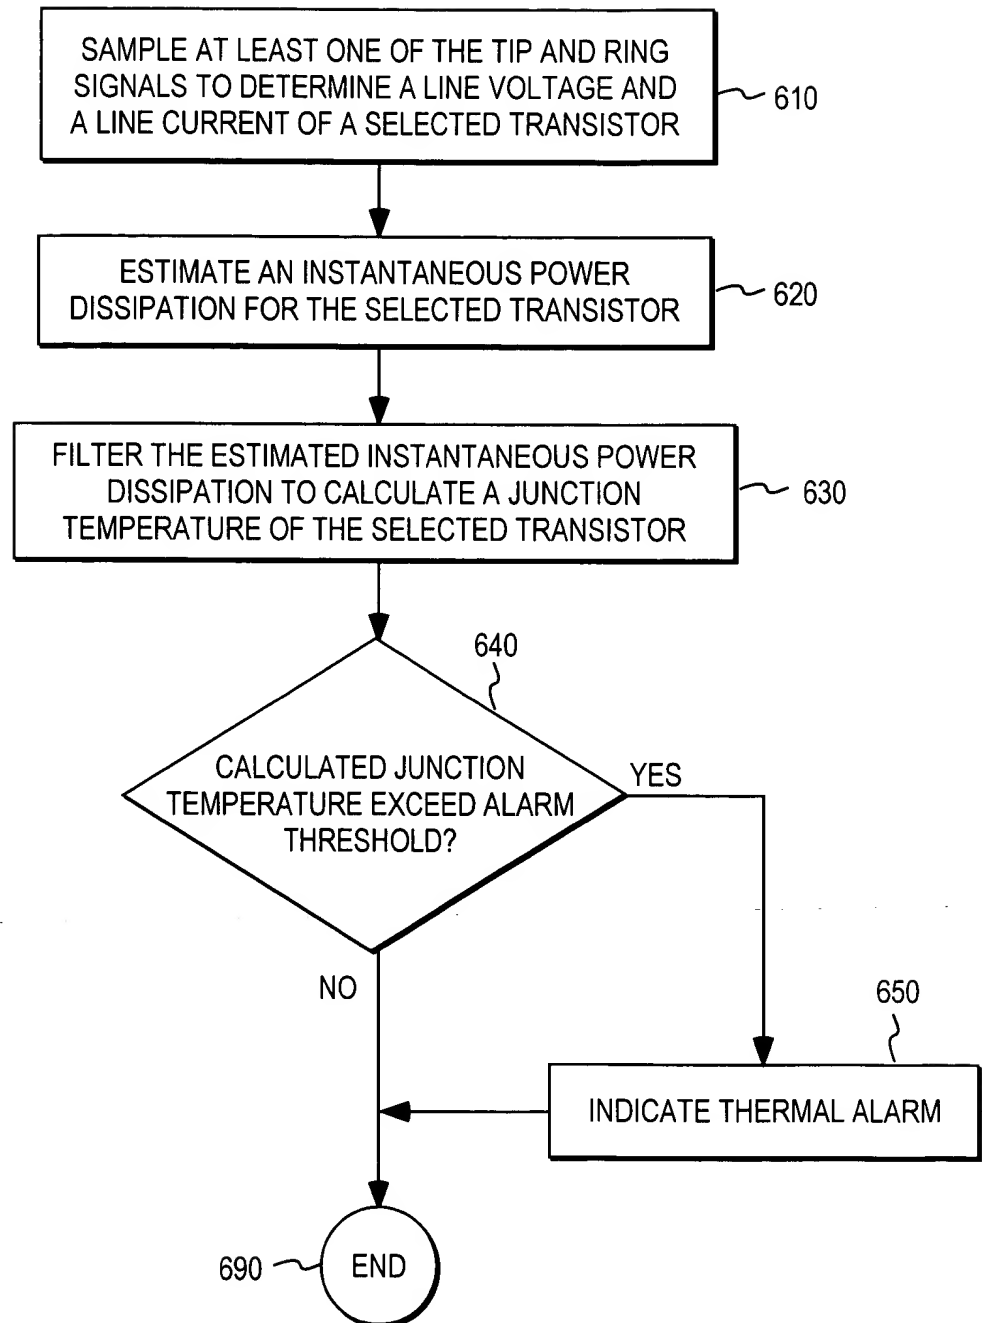 SAMPLE AT LEAST ONE OF THE TIP AND RING
SIGNALS TO DETERMINE A LINE VOLTAGE AND
A LINE CURRENT OF A SELECTED TRANSISTOR
610
ESTIMATE AN INSTANTANEOUS POWER
DISSIPATION FOR THE SELECTED TRANSISTOR
620
FILTER THE ESTIMATED INSTANTANEOUS POWER
DISSIPATION TO CALCULATE A JUNCTION
TEMPERATURE OF THE SELECTED TRANSISTOR
630
640
CALCULATED JUNCTION
TEMPERATURE EXCEED ALARM
THRESHOLD?
YES
NO
650
INDICATE THERMAL ALARM
690
END